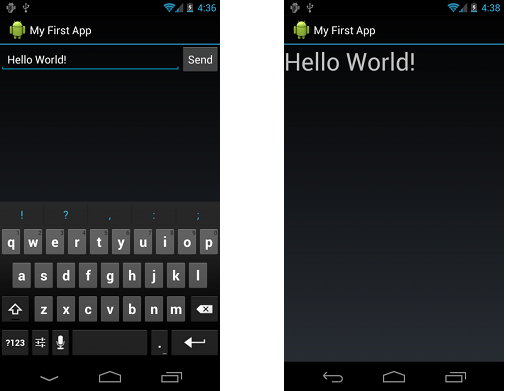 4:36
My First App
Hello World!
Send
! ? , : ;
q w e r t y u i o p
a s d f g h j k l
z x c v b n m
?123 .
4:38
My First App
Hello World!